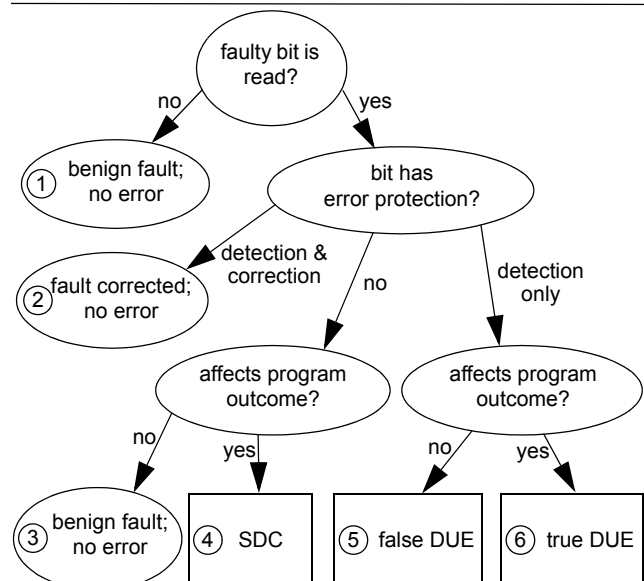 faulty bit is
read?
no
yes
1 benign fault;
no error
bit has
error protection?
detection &
correction
no
detection
only
2 fault corrected;
no error
affects program
outcome?
affects program
outcome?
no
yes
no
yes
3 benign fault;
no error
4 SDC
5 false DUE
6 true DUE